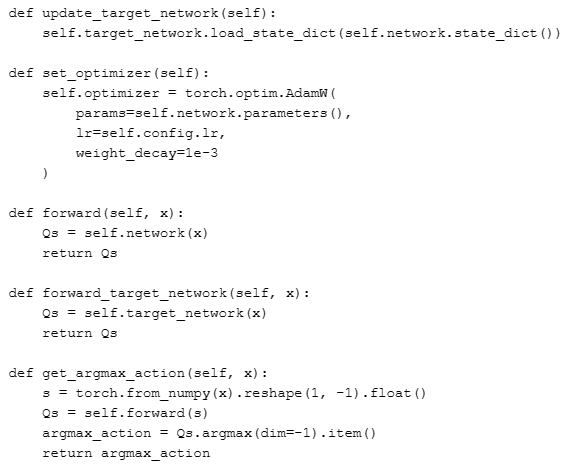 def update_target_network(self):
    self.target_network.load_state_dict(self.network.state_dict())
def set_optimizer(self):
    self.optimizer = torch.optim.AdamW(
        params=self.network.parameters(),
        lr=self.config.lr,
        weight_decay=1e-3
    )
def forward(self, x):
    Qs = self.network(x)
    return Qs
def forward_target_network(self, x):
    Qs = self.target_network(x)
    return Qs
def get_argmax_action(self, x):
    s = torch.from_numpy(x).reshape(1, -1).float()
    Qs = self.forward(s)
    argmax_action = Qs.argmax(dim=-1).item()
    return argmax_action